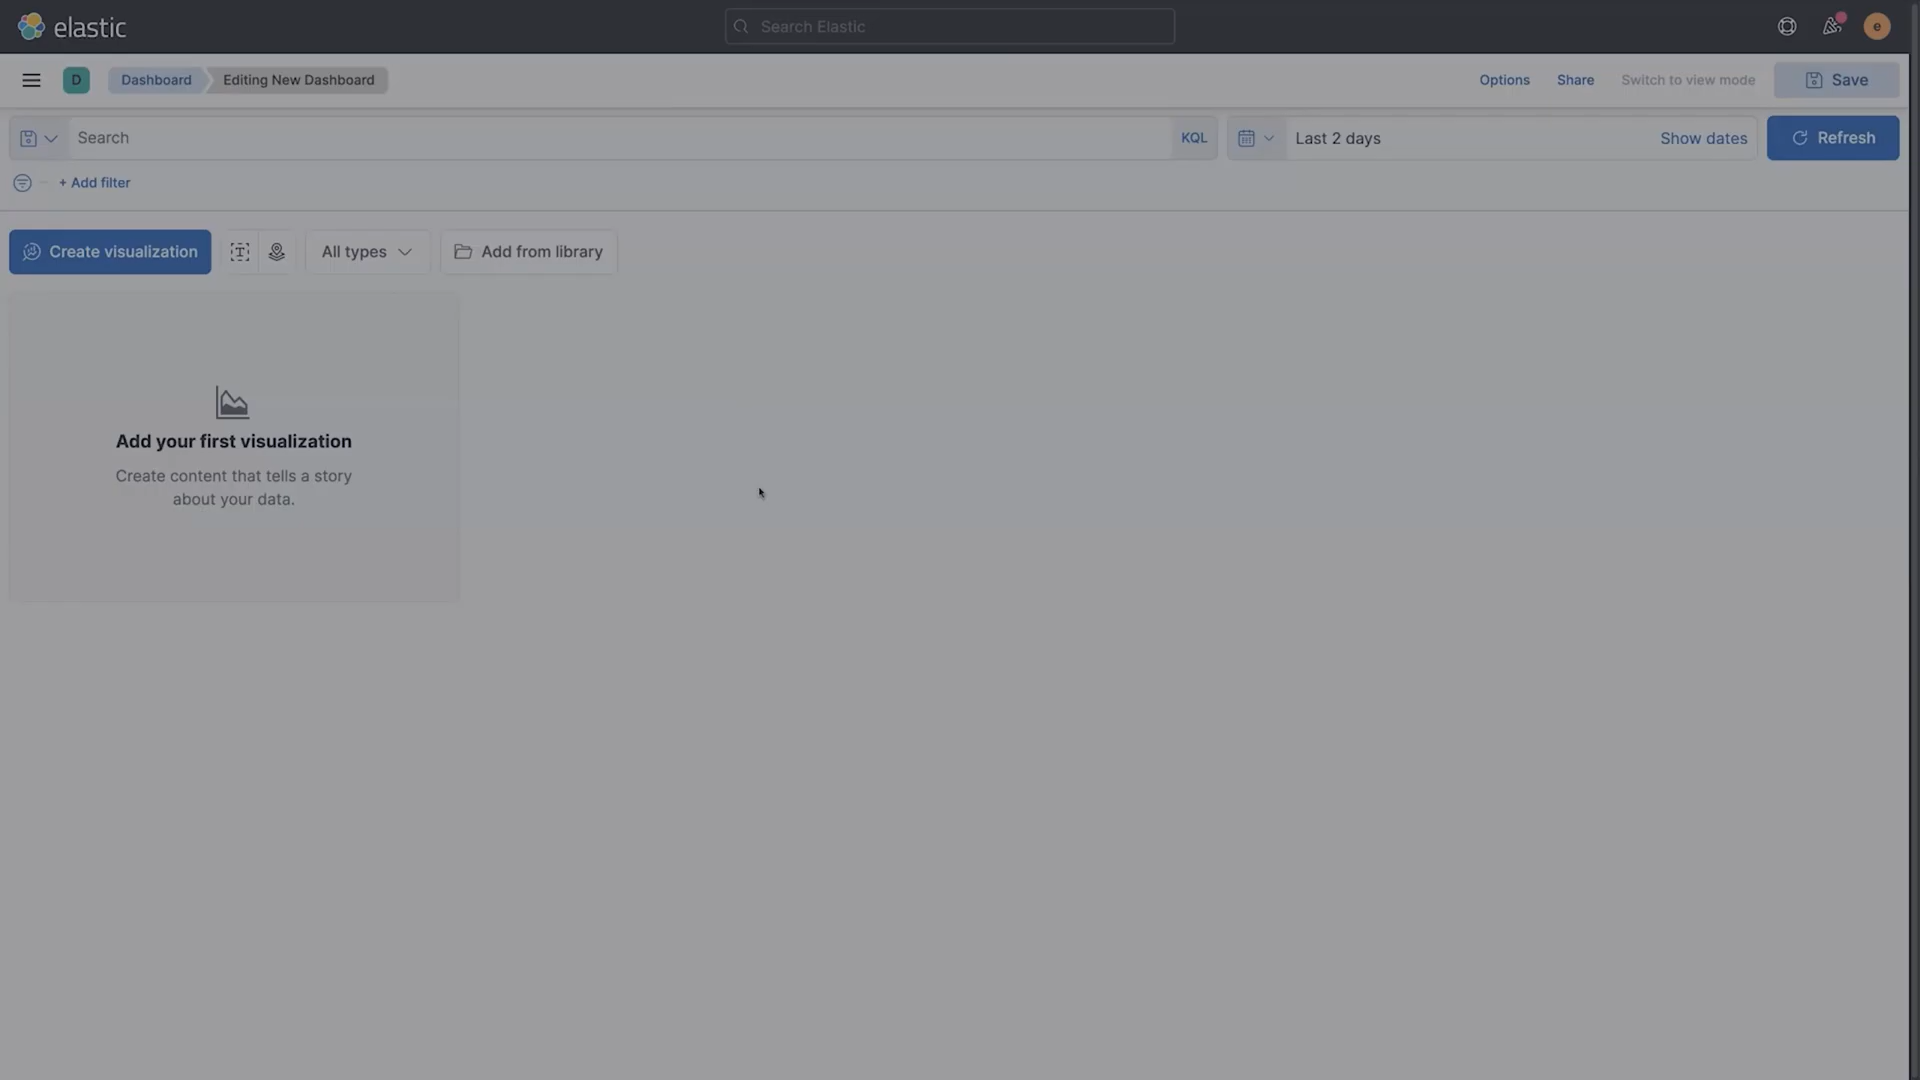 elastic
Search Elastic
e
D
Dashboard
Editing New Dashboard
Options
Share
Switch to view mode
Save
Search
KQL
Last 2 days
Show dates
Refresh
+ Add filter
Create visualization
All types
Add from library
Add your first visualization
Create content that tells a story
about your data.